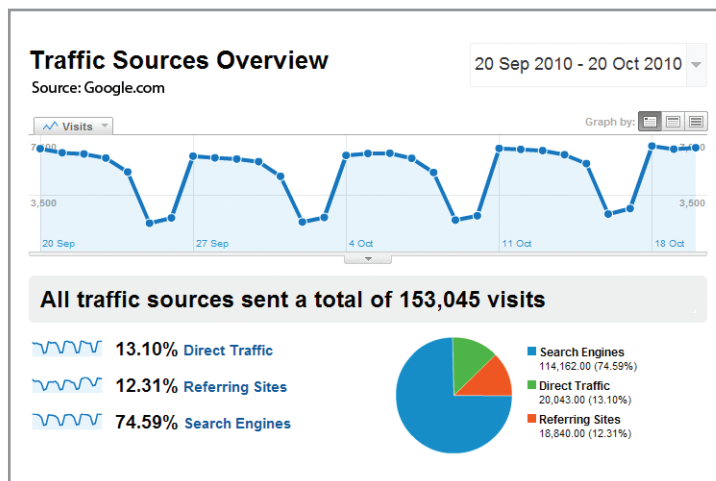 Traffic Sources Overview
20 Sep 2010 - 20 Oct 2010
Source: Google.com
Visits
Graph by:
7,000 7,000
3,500 3,500
20 Sep 27 Sep 4 Oct 11 Oct 18 Oct
All traffic sources sent a total of 153,045 visits
13.10% Direct Traffic
12.31% Referring Sites
74.59% Search Engines
Search Engines
114,162.00 (74.59%)
Direct Traffic
20,043.00 (13.10%)
Referring Sites
18,840.00 (12.31%)